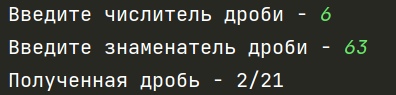 Введите числитель дроби - 6
Введите знаменатель дроби - 63
Полученная дробь - 2/21